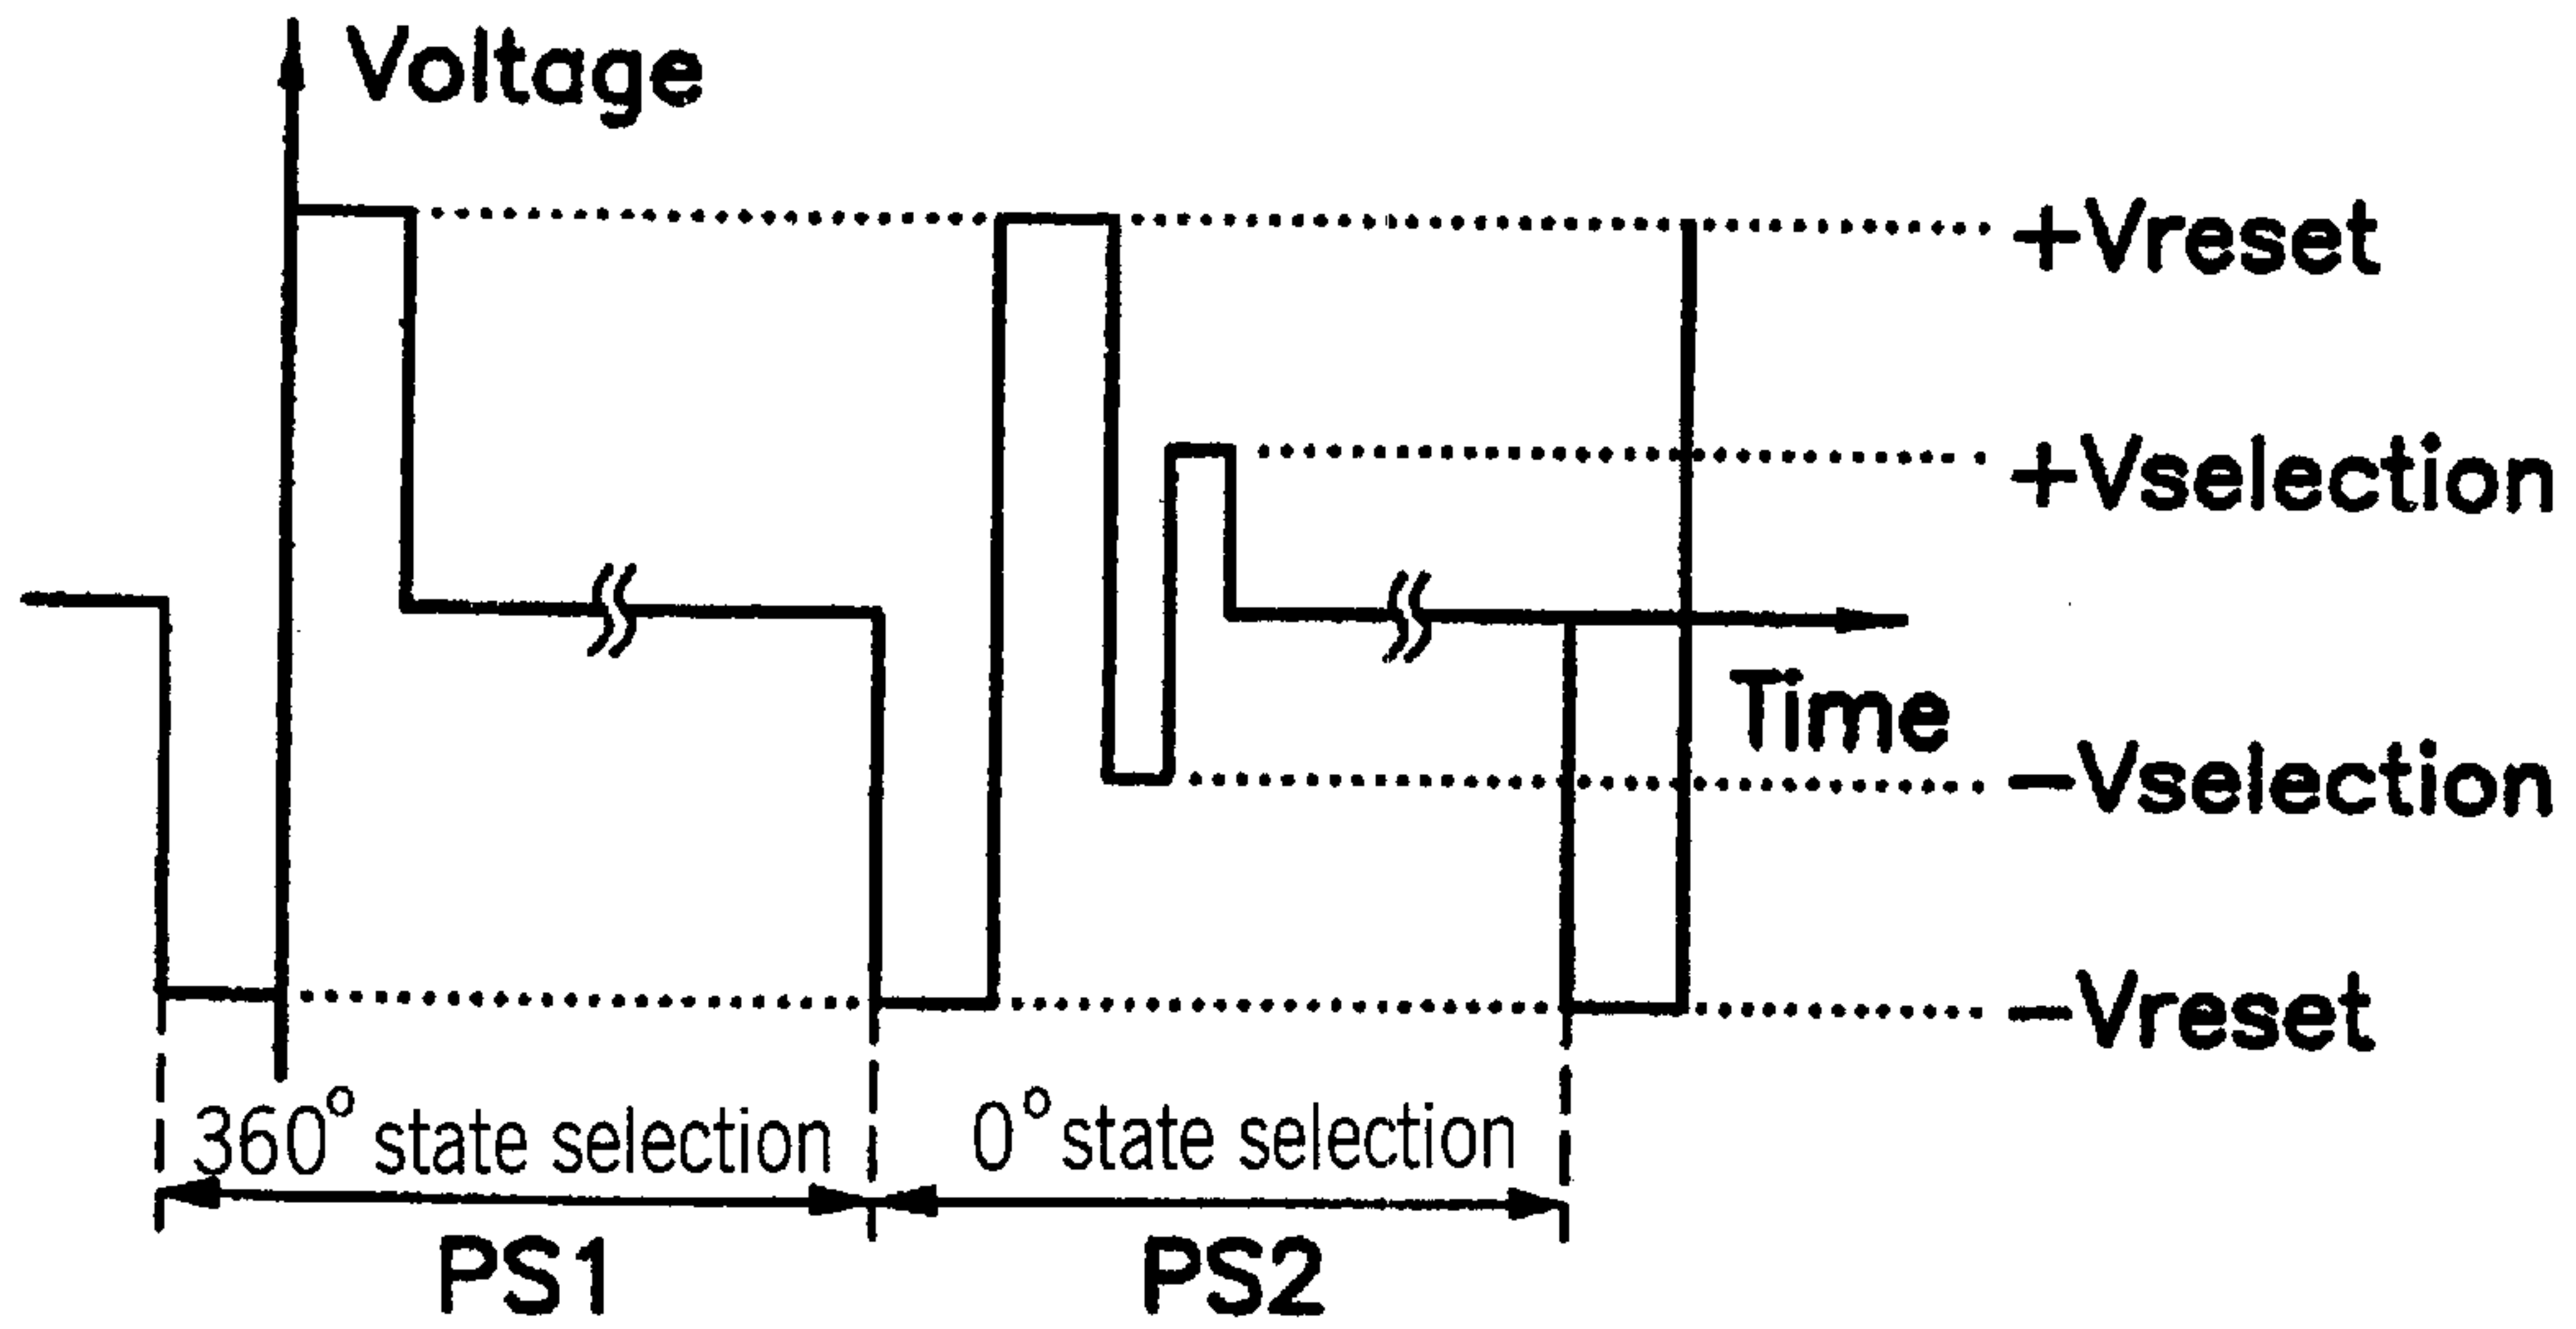 Voltage
+Vreset
+Vselection
Time
−Vselection
−Vreset
360° state selection
0° state selection
PS1
PS2